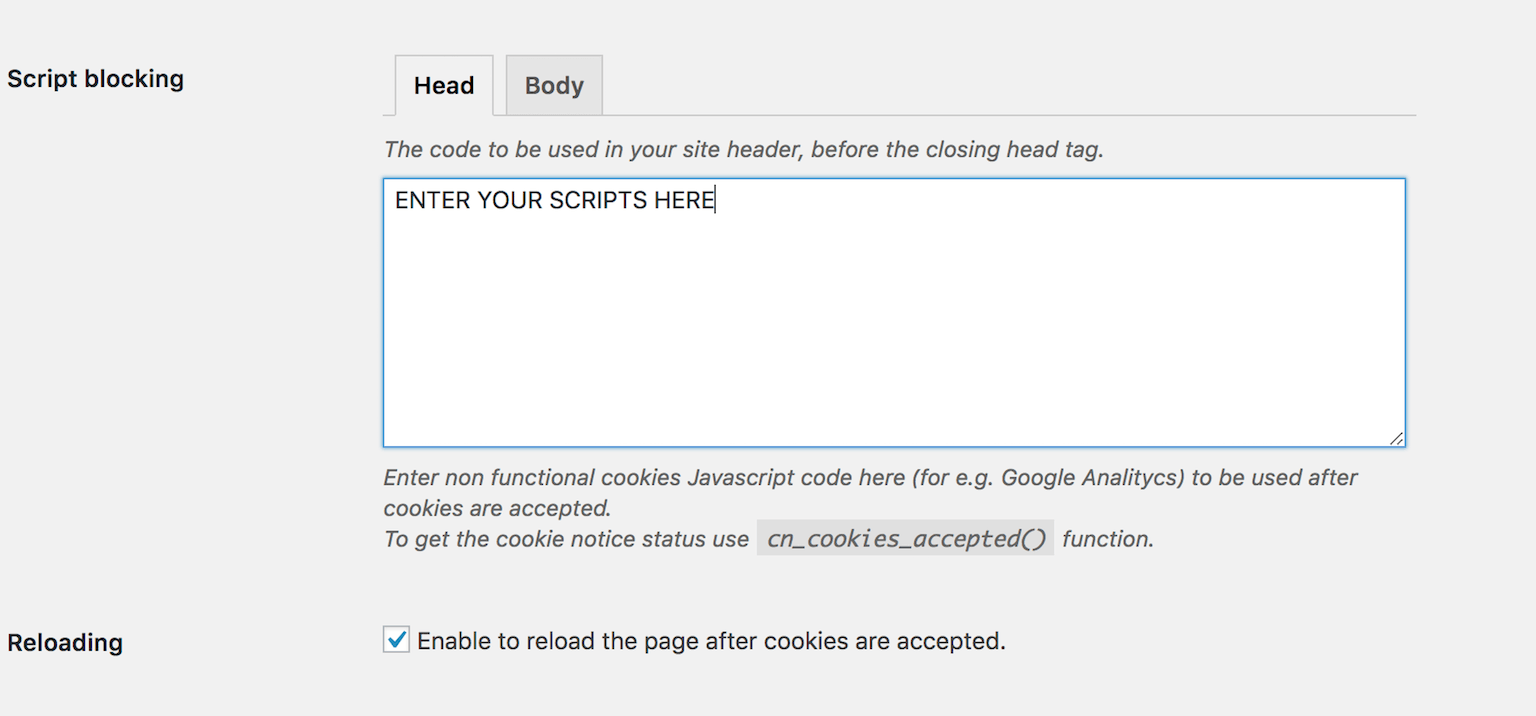 Script blocking
Head
Body
The code to be used in your site header, before the closing head tag.
ENTER YOUR SCRIPTS HERE
Enter non functional cookies Javascript code here (for e.g. Google Analitycs) to be used after
cookies are accepted.
To get the cookie notice status use cn_cookies_accepted() function.
Reloading
Enable to reload the page after cookies are accepted.